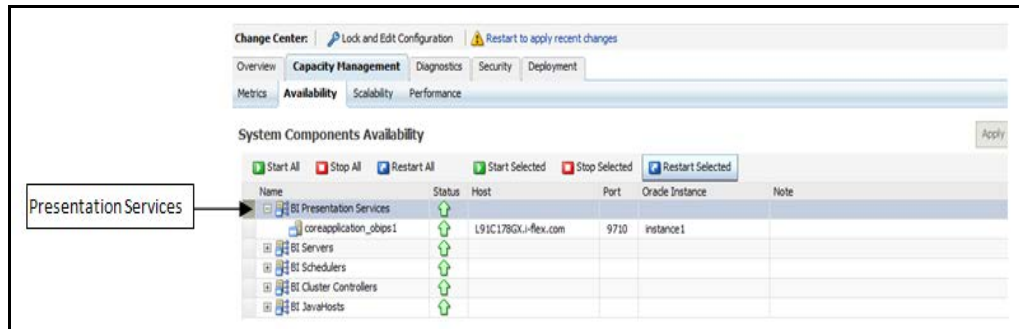 Change Center: Lock and Edit Configuration Restart to apply recent changes
Overview Capacity Management Diagnostics Security Deployment
Metrics Availability Scalability Performance
System Components Availability Apply
Start All Stop All Restart All Start Selected Stop Selected Restart Selected
Name Status Host Port Oracle Instance Note
Presentation Services
BI Presentation Services
coreapplication_obips1 L91C178GX.i-flex.com 9710 instance1
BI Servers
BI Schedulers
BI Cluster Controllers
BI JavaHosts